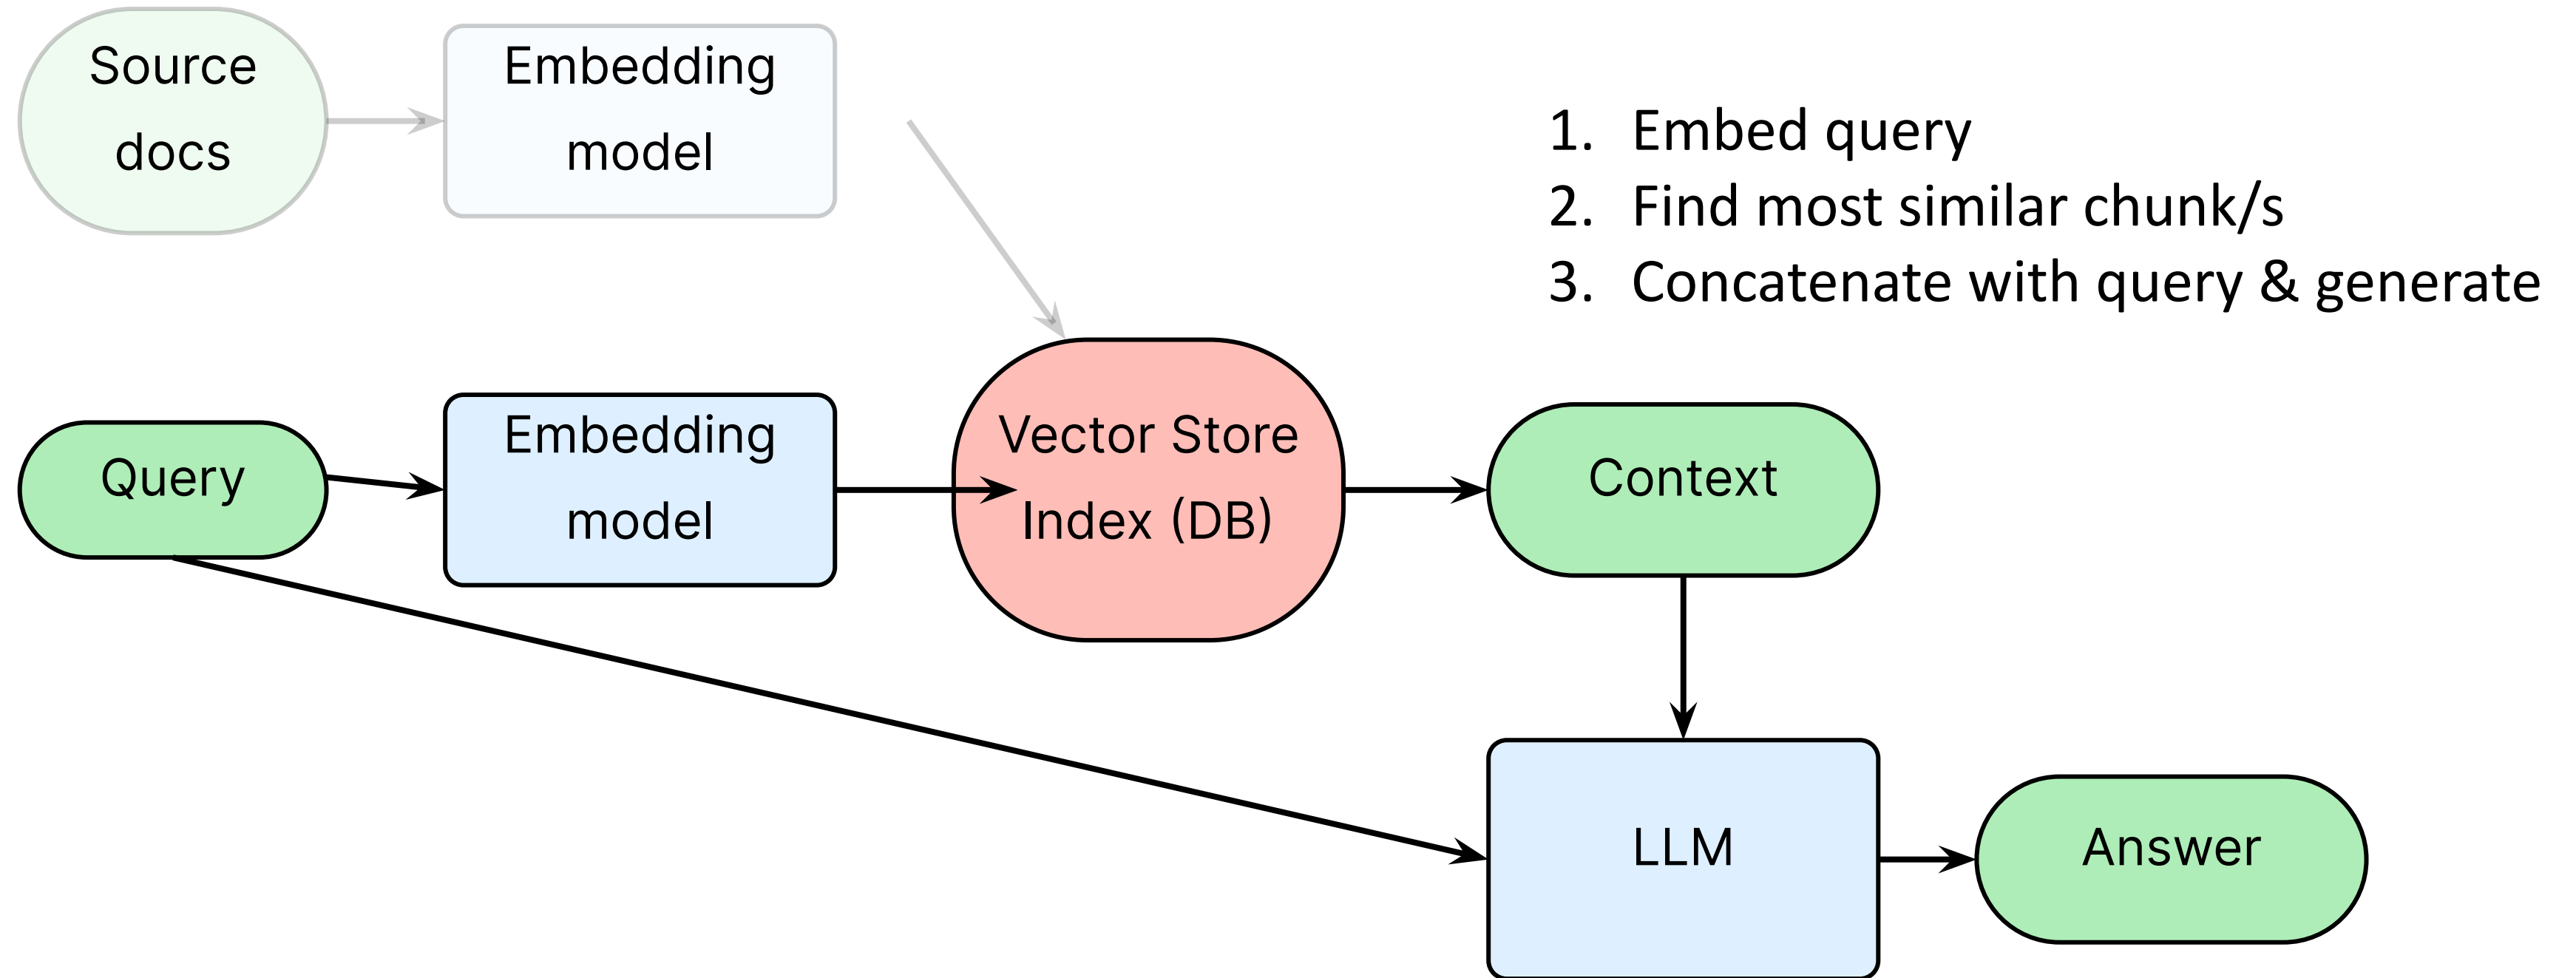 Source
docs
Embedding
model
1. Embed query
2. Find most similar chunk/s
3. Concatenate with query & generate
Query
Embedding
model
Vector Store
Index (DB)
Context
LLM
Answer